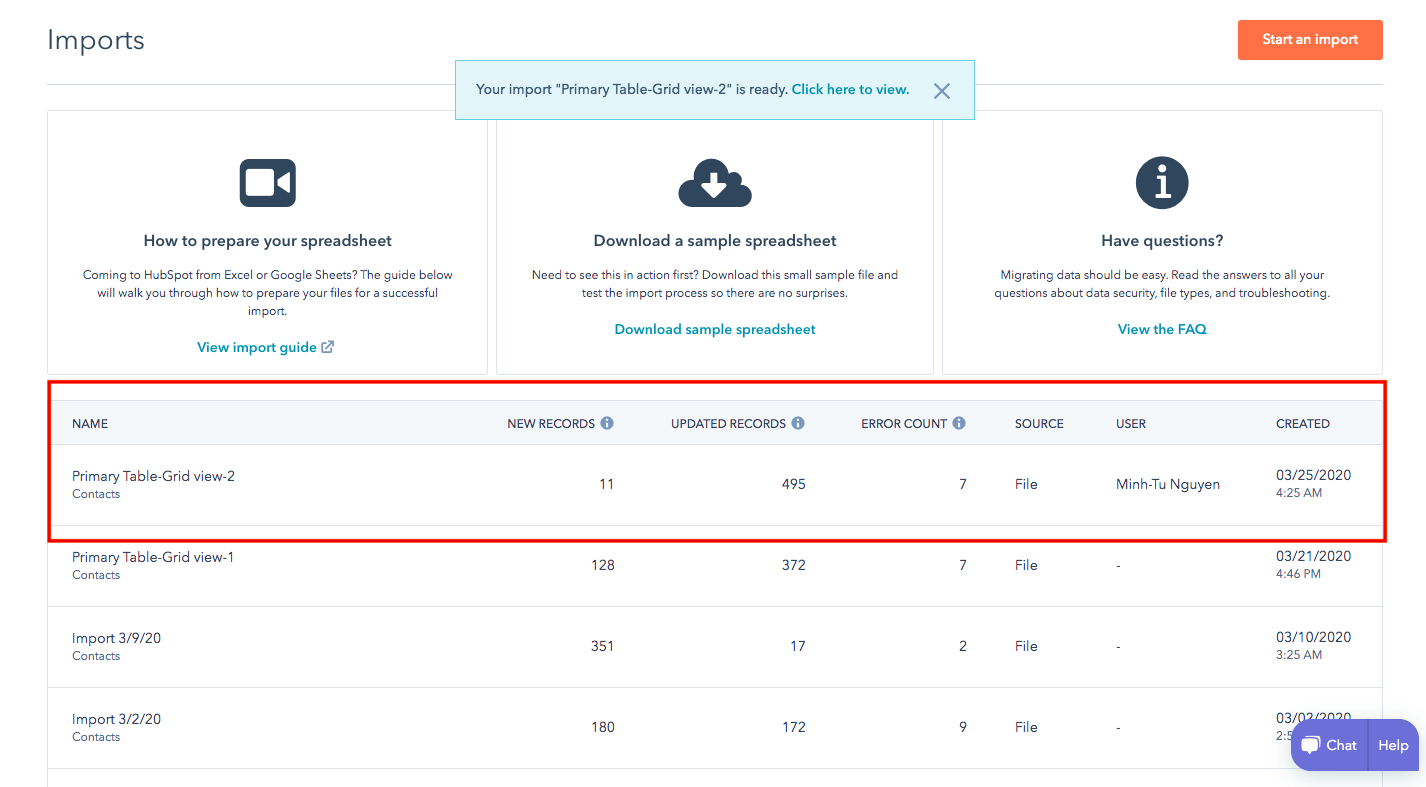 Imports
Start an import
Your import "Primary Table-Grid view-2" is ready. Click here to view.
How to prepare your spreadsheet
Coming to HubSpot from Excel or Google Sheets? The guide below
will walk you through how to prepare your files for a successful
import.
View import guide
Download a sample spreadsheet
Need to see this in action first? Download this small sample file and
test the import process so there are no surprises.
Download sample spreadsheet
Have questions?
Migrating data should be easy. Read the answers to all your
questions about data security, file types, and troubleshooting.
View the FAQ
NAME NEW RECORDS UPDATED RECORDS ERROR COUNT SOURCE USER CREATED
Primary Table-Grid view-2 11 495 7 File Minh-Tu Nguyen 03/25/2020
Contacts 4:25 AM
Primary Table-Grid view-1 128 372 7 File - 03/21/2020
Contacts 4:46 PM
Import 3/9/20 351 17 2 File - 03/10/2020
Contacts 3:25 AM
Import 3/2/20 180 172 9 File - 03/02/2020
Contacts
Chat Help